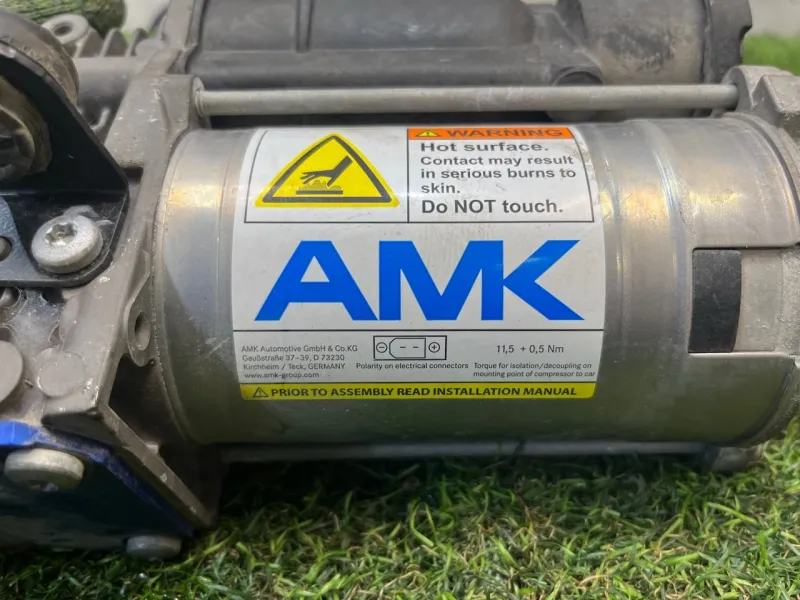 WARNING
Hot surface.
Contact may result
in serious burns to
skin.
Do NOT touch.
AMK
AMK Automotive GmbH & Co.KG
Gaußstraße 37-39, D 73230
Kirchheim / Teck, GERMANY
www.amk-group.com
Polarity on electrical connectors
11,5 + 0,5 Nm
Torque for isolation/decoupling on
mounting point of compressor to car
PRIOR TO ASSEMBLY READ INSTALLATION MANUAL